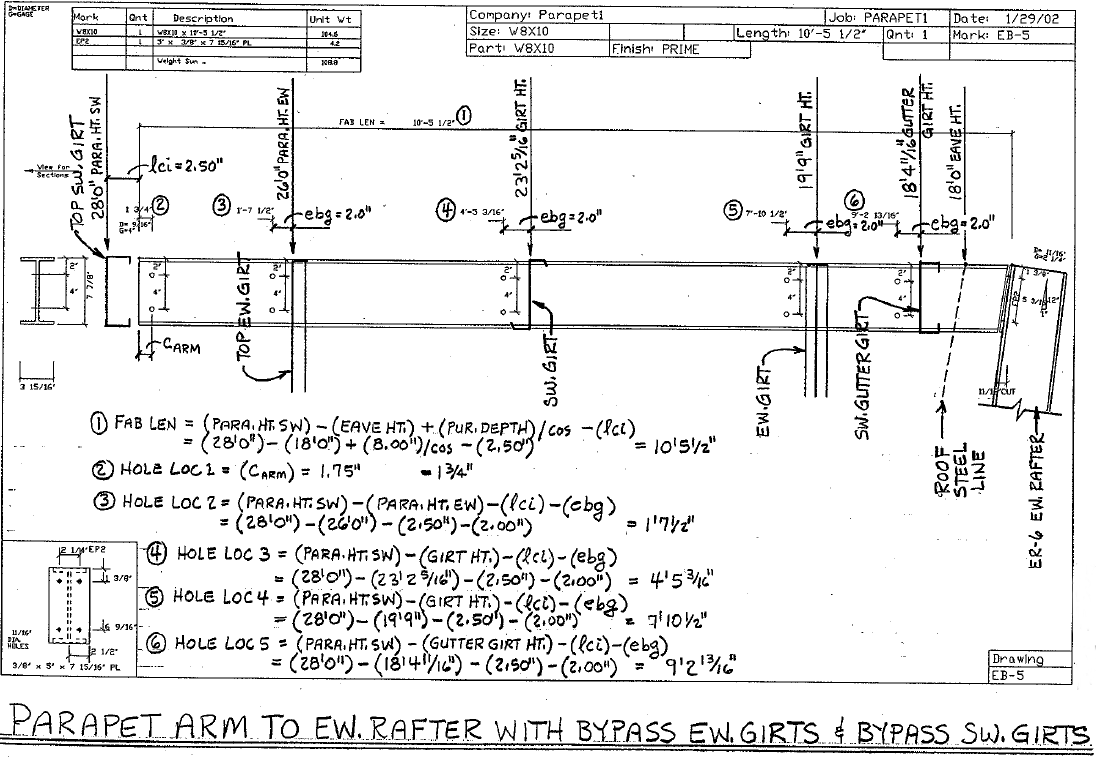 D=DIAMETER
G=GAGE
Mark Qnt Description Unit Wt
W8X10 1 W8X10 x 10'-5 1/2" 104.6
EP2 1 5" x 3/8" x 7 15/16" PL 4.2
Weight Sum = 108.8
Company: Parapet1 Job: PARAPET1 Date: 1/29/02
Size: W8X10 Length: 10'-5 1/2" Qnt: 1 Mark: EB-5
Part: W8X10 Finish: PRIME
TOP SW. GIRT
28'0" PARA. HT. SW
26'0" PARA. HT. EW
23'2 5/16" GIRT HT.
19'9" GIRT HT.
18'4 11/16" GUTTER
GIRT HT.
18'0" EAVE HT.
FAB LEN = 10'-5 1/2" ①
View for
Sections
lci = 2.50"
1 3/4" ②
D= 9/16"
③ 1'-7 1/2" ebg = 2.0"
④ 4'-5 3/16" ebg = 2.0"
⑤ 7'-10 1/2" ebg = 2.0"
⑥ 9'-2 13/16" ebg = 2.0"
D= 11/16"
2" 4" 7 7/8" 2" 4" 2" 4" 2" 4" 2" 4" 2" 4"
1 3/8"
EP2
3 15/16"
CARM
TOP EW. GIRT
SW. GIRT
EW. GIRT
SW. GUTTER GIRT
CUT
ROOF
STEEL
LINE
ER-6 EW. RAFTER
① FAB LEN = (PARA. HT. SW) - (EAVE HT.) + (PUR. DEPTH)/cos - (lci)
= (28'0") - (18'0") + (8.00")/cos - (2.50") = 10'5 1/2"
② HOLE LOC 1 = (CARM) = 1.75" = 1 3/4"
③ HOLE LOC 2 = (PARA. HT. SW) - (PARA. HT. EW) - (lci) - (ebg)
= (28'0") - (26'0") - (2.50") - (2.00") = 1'7 1/2"
④ HOLE LOC 3 = (PARA. HT. SW) - (GIRT HT.) - (lci) - (ebg)
= (28'0") - (23'2 5/16") - (2.50") - (2.00") = 4'5 3/16"
⑤ HOLE LOC 4 = (PARA. HT. SW) - (GIRT HT.) - (lci) - (ebg)
= (28'0") - (19'9") - (2.50") - (2.00") = 7'10 1/2"
⑥ HOLE LOC 5 = (PARA. HT. SW) - (GUTTER GIRT HT.) - (lci) - (ebg)
= (28'0") - (18'4 11/16") - (2.50") - (2.00") = 9'2 13/16"
2 1/4" EP2
1 3/8"
6 9/16"
11/16"
DIA.
HOLES
2 1/2"
3/8" x 5" x 7 15/16" PL
Drawing
EB-5
PARAPET ARM TO EW. RAFTER WITH BYPASS EW. GIRTS & BYPASS SW. GIRTS